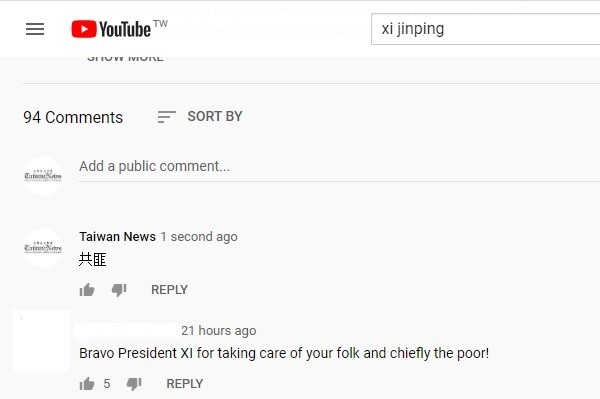 YouTube TW
xi jinping
SHOW MORE
94 Comments
SORT BY
Add a public comment...
Taiwan News 1 second ago
共匪
REPLY
21 hours ago
Bravo President XI for taking care of your folk and chiefly the poor!
5
REPLY